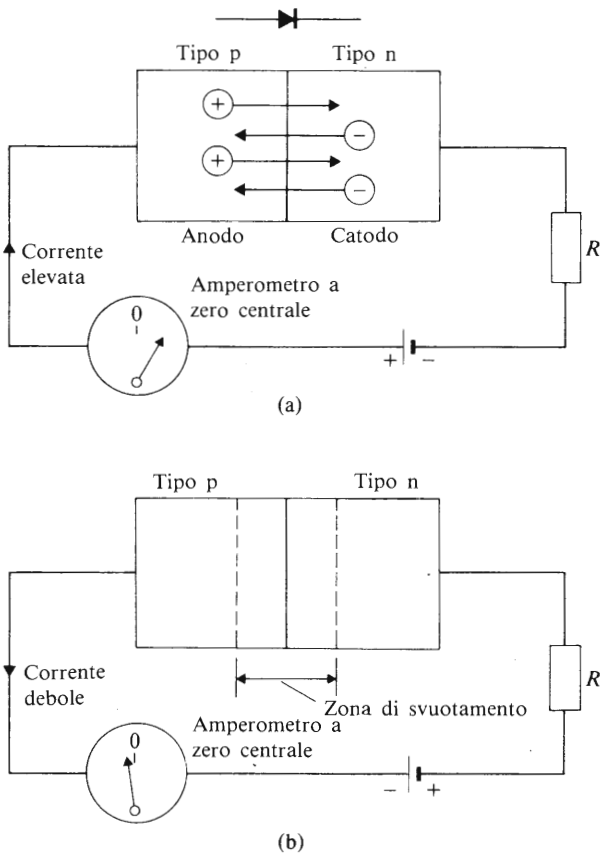 Tipo p Tipo n
+
−
+
−
Anodo Catodo
Corrente
elevata
R
Amperometro a
zero centrale
0
+ −
(a)
Tipo p Tipo n
Corrente
debole
R
Zona di svuotamento
Amperometro a
zero centrale
0
− +
(b)